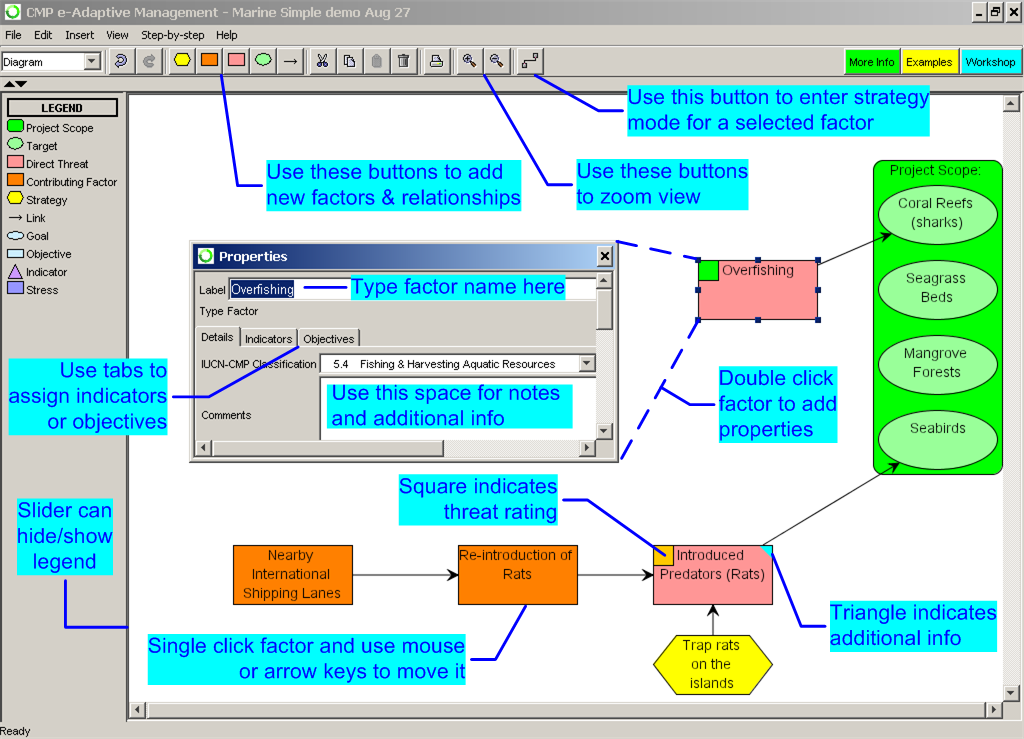 CMP e-Adaptive Management - Marine Simple demo Aug 27
File Edit Insert View Step-by-step Help
Diagram
More Info Examples Workshop
LEGEND
Project Scope
Target
Direct Threat
Contributing Factor
Strategy
Link
Goal
Objective
Indicator
Stress
Use this button to enter strategy
mode for a selected factor
Use these buttons to add
new factors & relationships
Use these buttons
to zoom view
Project Scope:
Coral Reefs
(sharks)
Seagrass
Beds
Mangrove
Forests
Seabirds
Overfishing
Properties
Label Overfishing
Type factor name here
Type Factor
Details Indicators Objectives
IUCN-CMP Classification 5.4 Fishing & Harvesting Aquatic Resources
Comments
Use this space for notes
and additional info
Use tabs to
assign indicators
or objectives
Double click
factor to add
properties
Square indicates
threat rating
Slider can
hide/show
legend
Nearby
International
Shipping Lanes
Re-introduction of
Rats
Introduced
Predators (Rats)
Trap rats
on the
islands
Triangle indicates
additional info
Single click factor and use mouse
or arrow keys to move it
Ready